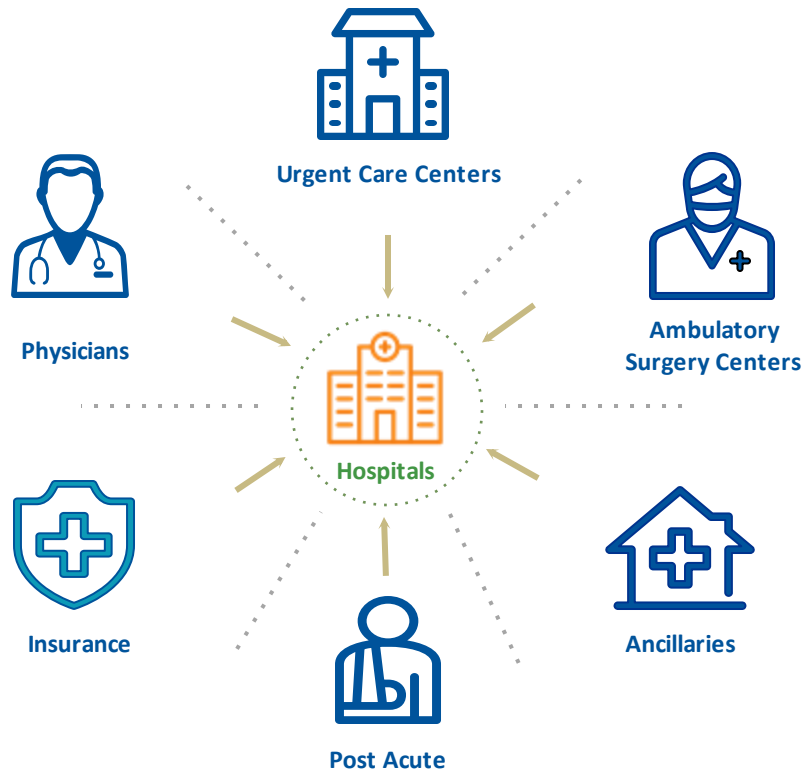 Urgent Care Centers
Physicians
Ambulatory
Surgery Centers
Hospitals
Insurance
Ancillaries
Post Acute